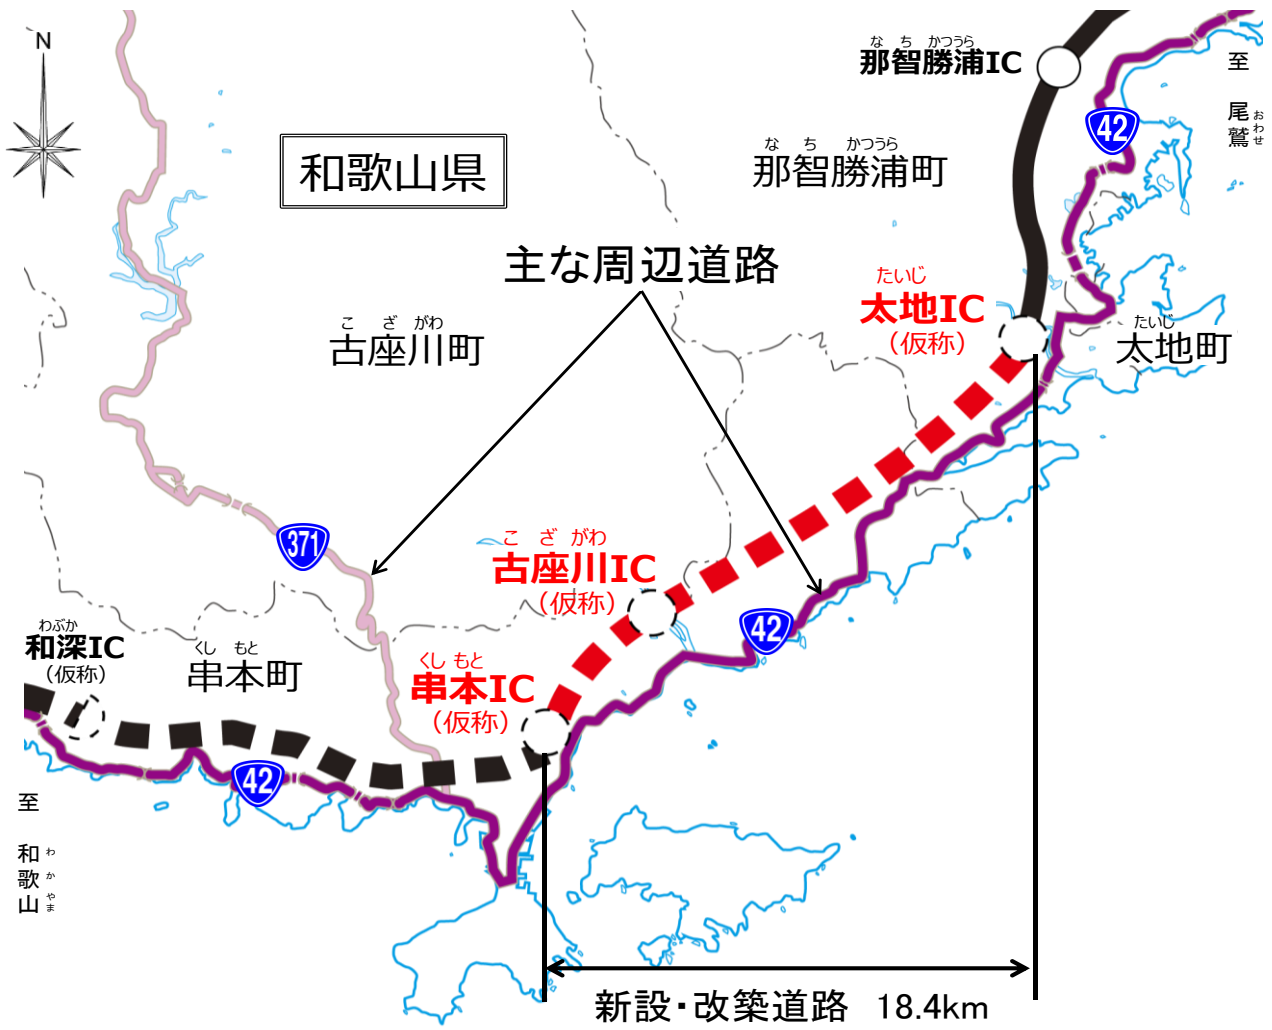 N
な ち かつうら
那智勝浦IC
至 尾鷲
おわせ
42
和歌山県
な ち かつうら
那智勝浦町
主な周辺道路
たいじ
太地IC
（仮称）
こ ざ がわ
古座川町
たいじ
太地町
371
こ ざ がわ
古座川IC
（仮称）
42
わぶか
和深IC
（仮称）
くし もと
串本町
くし もと
串本IC
（仮称）
42
至 和歌山
わ か やま
新設・改築道路 18.4km